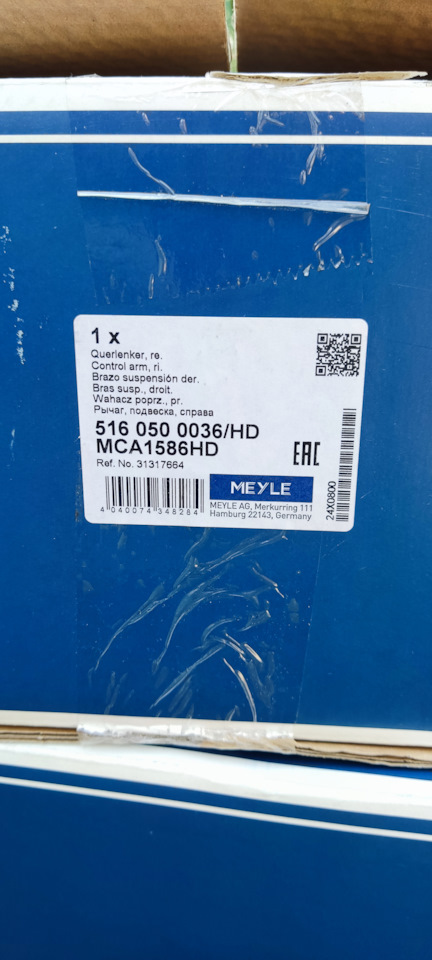 1 x
Querlenker, re.
Control arm, ri.
Brazo suspensión der.
Bras susp., droit.
Wahacz poprz., pr.
Рычаг, подвеска, справа
516 050 0036/HD
MCA1586HD
Ref. No. 31317664
EAC
4 040074 348284
MEYLE
MEYLE AG, Merkurring 111
Hamburg 22143, Germany
24X0800